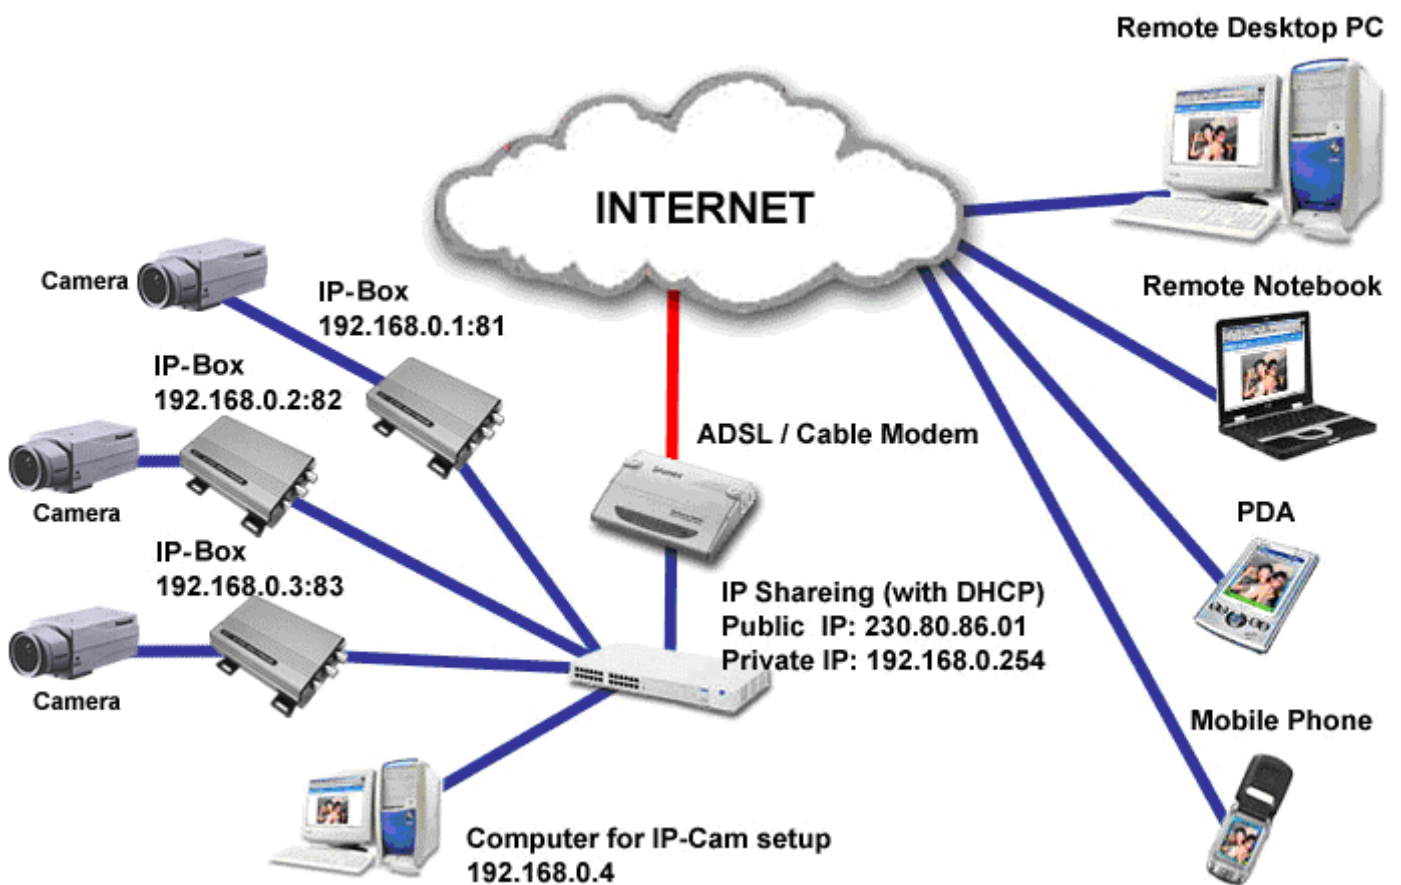 Remote Desktop PC
INTERNET
Camera
IP-Box
192.168.0.1:81
Remote Notebook
IP-Box
192.168.0.2:82
ADSL / Cable Modem
Camera
PDA
IP-Box
192.168.0.3:83
IP Shareing (with DHCP)
Public IP: 230.80.86.01
Private IP: 192.168.0.254
Camera
Mobile Phone
Computer for IP-Cam setup
192.168.0.4